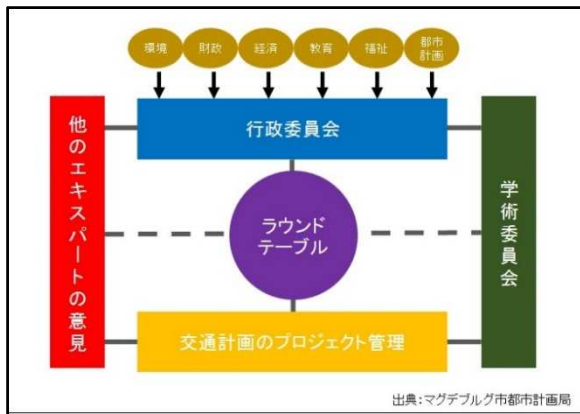 環境
財政
経済
教育
福祉
都市
計画
行政委員会
他のエキスパートの意見
ラウンド
テーブル
学術委員会
交通計画のプロジェクト管理
出典:マグデブルグ市都市計画局